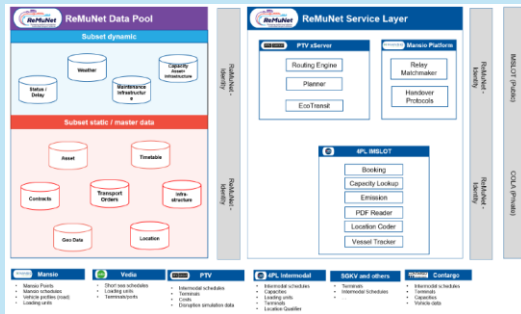 ReMuNet
ReMuNet Data Pool
Subset dynamic
Weather
Capacity
Asset+
Infrastructure
Status /
Delay
Maintenance
Infrastructur
e
Subset static / master data
Asset
Timetable
Contracts
Transport
Orders
Infra-
structure
Geo Data
Location
ReMuNet -
Identity
ReMuNet -
Identity
ReMuNet
ReMuNet Service Layer
PTV xServer
Routing Engine
Planner
EcoTransit
Mansio Platform
Relay
Matchmaker
Handover
Protocols
4PL IMSLOT
Booking
Capacity Lookup
Emission
PDF Reader
Location Coder
Vessel Tracker
ReMuNet -
Identity
ReMuNet -
Identity
IMSLOT (Public)
COLA (Private)
Mansio
• Mansio Points
• Mansio schedules
• Vehicle profiles (road)
• Loading units
Vedia
• Short sea schedules
• Loading units
• Terminals/ports
PTV
• Intermodal schedules
• Terminals
• Costs
• Disruption simulation data
4PL Intermodal
• Intermodal schedules
• Capacities
• Loading units
• Terminals
• Location Qualifier
SGKV and others
• Terminals
• Intermodal Schedules
• ...
Contargo
• Intermodal schedules
• Terminals
• Capacities
• Vehicle data